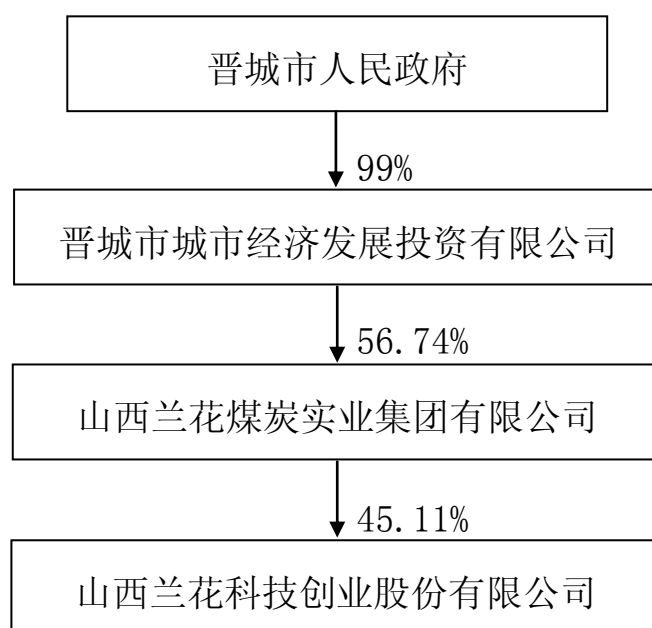 晋城市人民政府
99%
晋城市城市经济发展投资有限公司
56.74%
山西兰花煤炭实业集团有限公司
45.11%
山西兰花科技创业股份有限公司